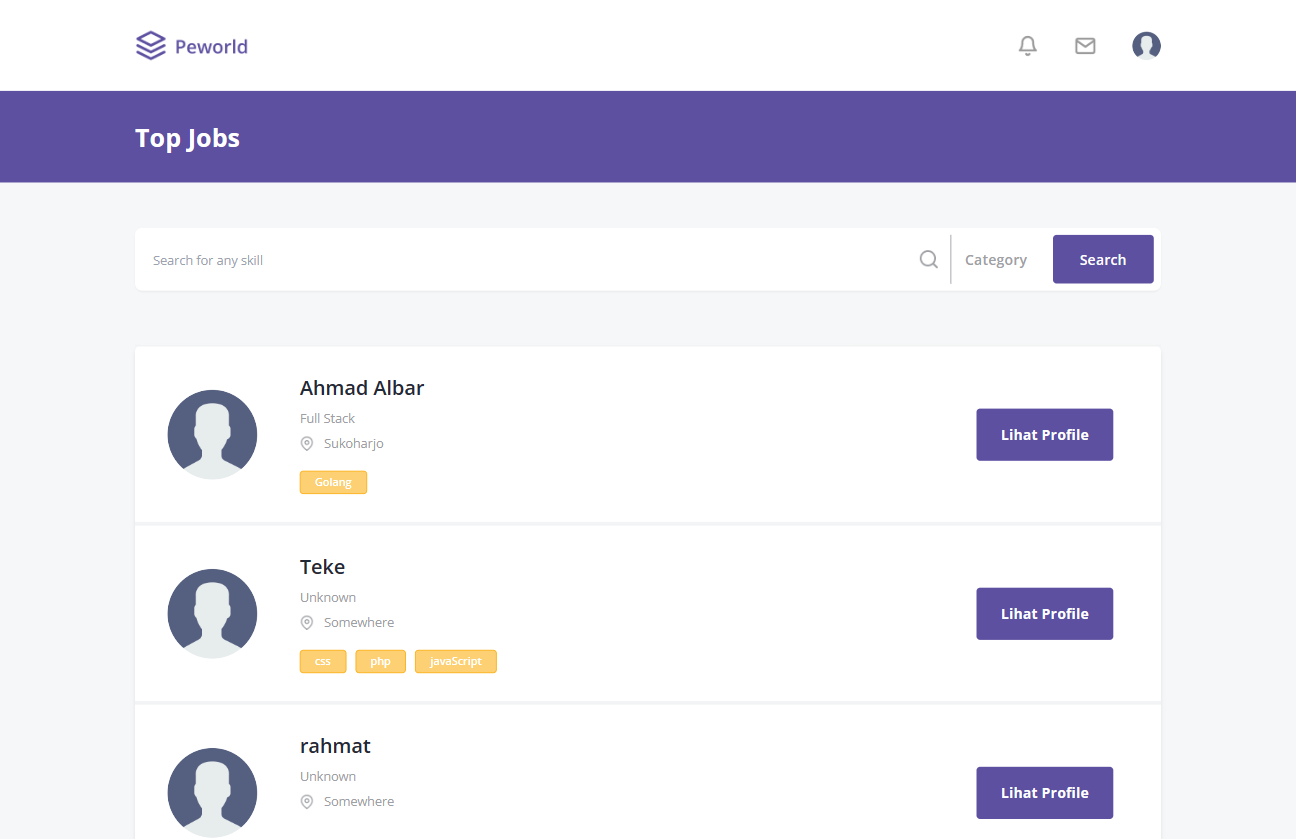 Peworld
Top Jobs
Search for any skill
Category
Search
Ahmad Albar
Full Stack
Sukoharjo
Golang
Lihat Profile
Teke
Unknown
Somewhere
css php javaScript
Lihat Profile
rahmat
Unknown
Somewhere
Lihat Profile